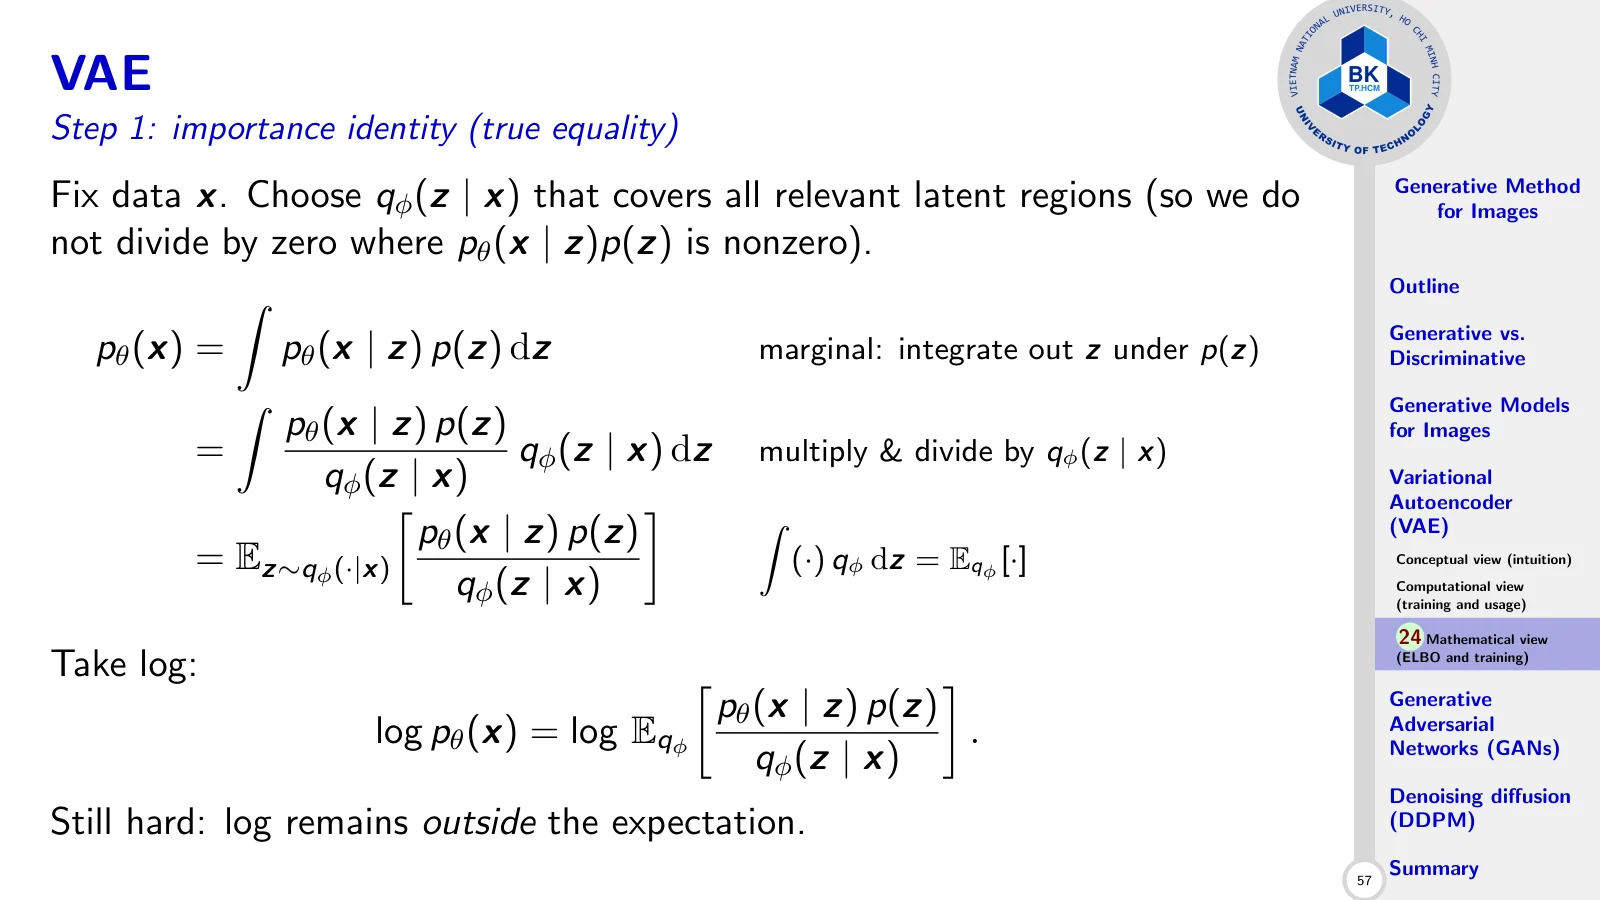 VAE
Step 1: importance identity (true equality)
Fix data x. Choose qϕ(z | x) that covers all relevant latent regions (so we do
not divide by zero where pθ(x | z)p(z) is nonzero).
pθ(x) = ∫ pθ(x | z) p(z) dz marginal: integrate out z under p(z)
= ∫ pθ(x | z) p(z) / qϕ(z | x) qϕ(z | x) dz multiply & divide by qϕ(z | x)
= 𝔼z∼qϕ(·|x) [ pθ(x | z) p(z) / qϕ(z | x) ] ∫ (·) qϕ dz = 𝔼qϕ [·]
Take log:
log pθ(x) = log 𝔼qϕ [ pθ(x | z) p(z) / qϕ(z | x) ] .
Still hard: log remains outside the expectation.
VIETNAM NATIONAL UNIVERSITY, HO CHI MINH CITY
BK
TP.HCM
UNIVERSITY OF TECHNOLOGY
Generative Method
for Images
Outline
Generative vs.
Discriminative
Generative Models
for Images
Variational
Autoencoder
(VAE)
Conceptual view (intuition)
Computational view
(training and usage)
24 Mathematical view
(ELBO and training)
Generative
Adversarial
Networks (GANs)
Denoising diffusion
(DDPM)
Summary
57